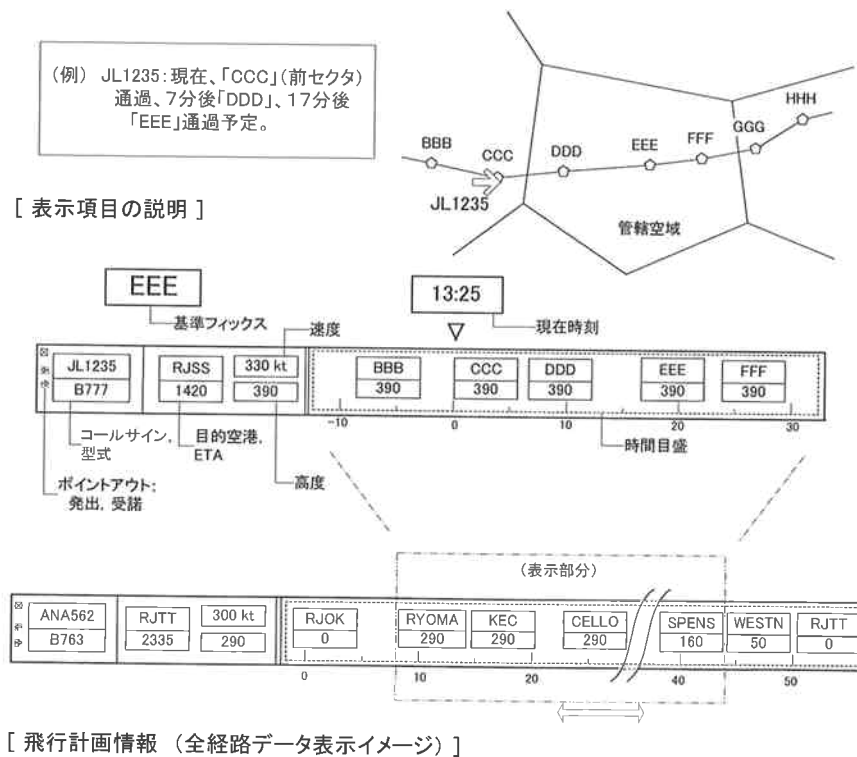 (例) JL1235:現在、「CCC」(前セクタ)
通過、7分後「DDD」、17分後
「EEE」通過予定。
BBB
CCC
DDD
EEE
FFF
GGG
HHH
JL1235
管轄空域
[ 表示項目の説明 ]
EEE
基準フィックス
速度
13:25
現在時刻
JL1235
B777
RJSS
1420
330 kt
390
BBB
390
CCC
390
DDD
390
EEE
390
FFF
390
-10
0
10
20
30
コールサイン,
型式
目的空港,
ETA
高度
時間目盛
ポイントアウト:
発出, 受諾
(表示部分)
ANA562
B763
RJTT
2335
300 kt
290
RJOK
0
RYOMA
290
KEC
290
CELLO
290
SPENS
160
WESTN
50
RJTT
0
0
10
20
40
50
[ 飛行計画情報 (全経路データ表示イメージ) ]